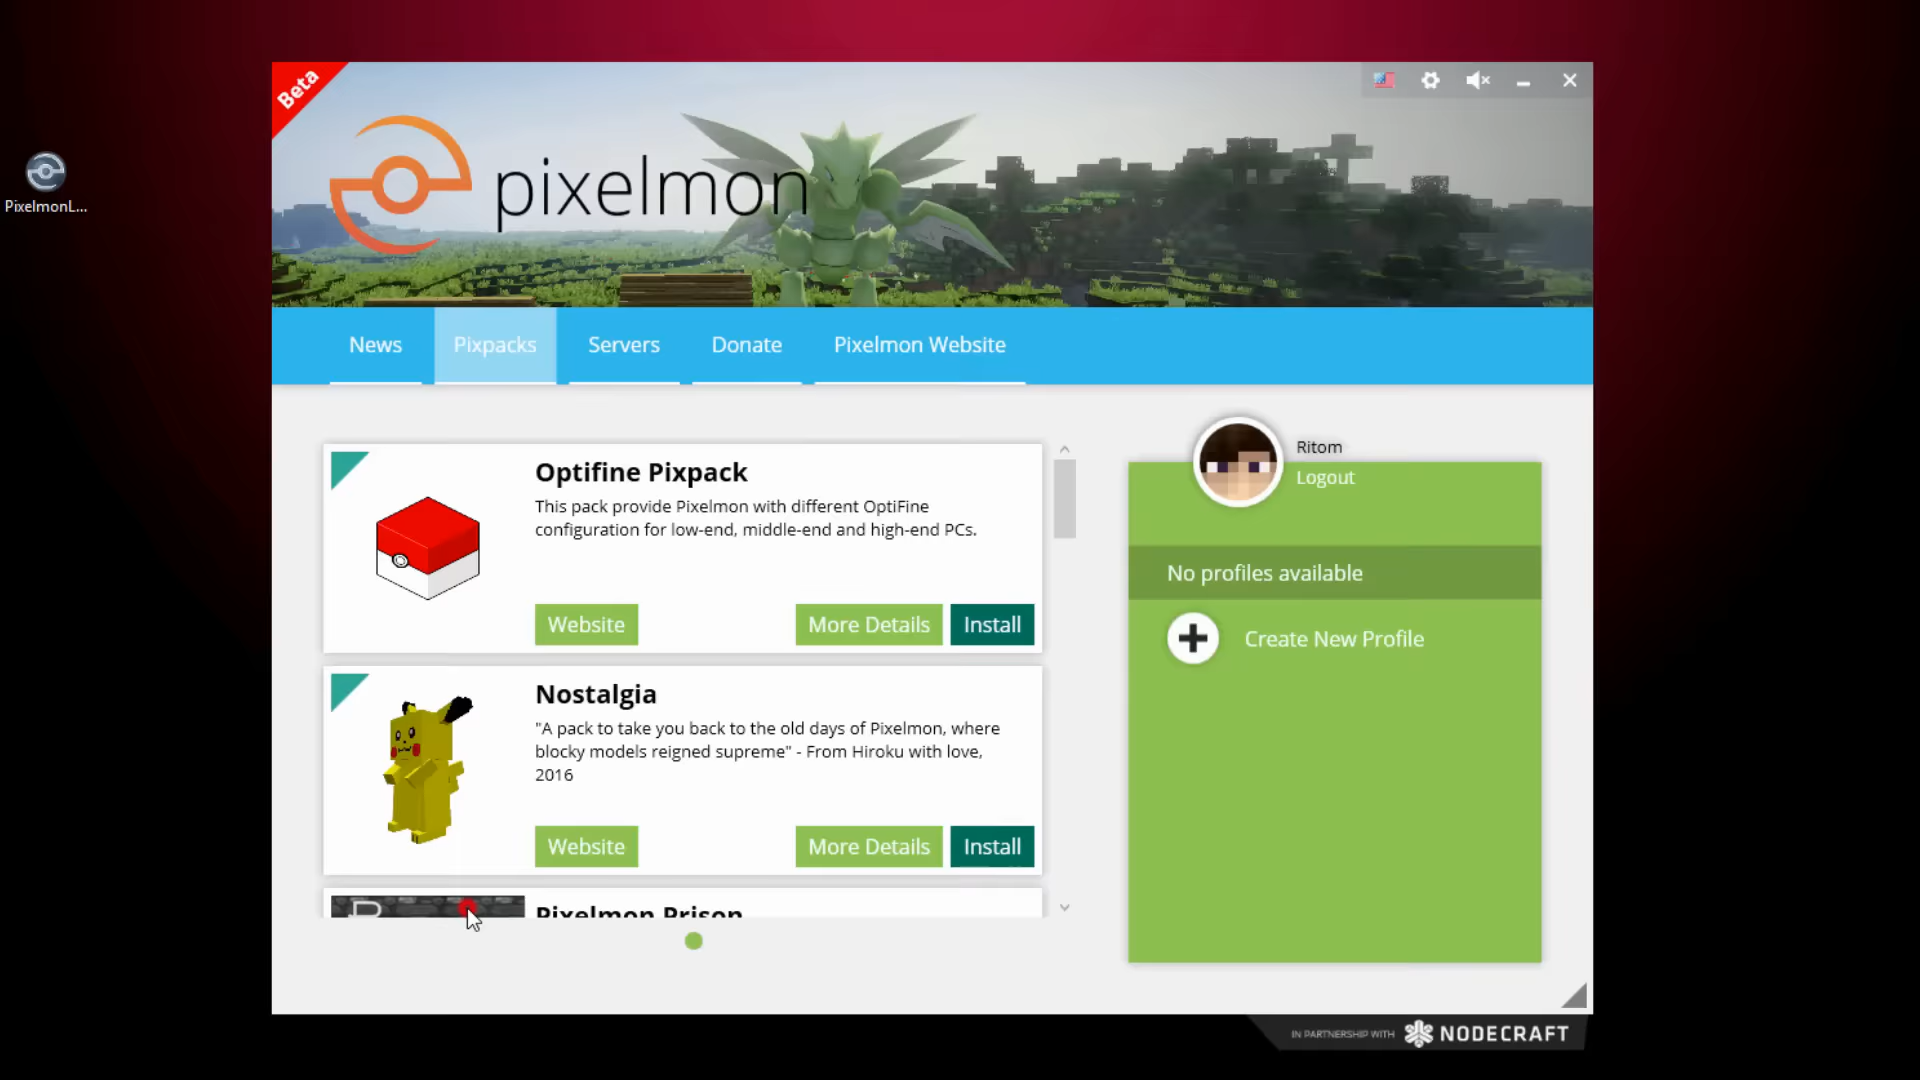 Beta
pixelmon
PixelmonL...
News
Pixpacks
Servers
Donate
Pixelmon Website
Optifine Pixpack
This pack provide Pixelmon with different OptiFine
configuration for low-end, middle-end and high-end PCs.
Website
More Details
Install
Nostalgia
"A pack to take you back to the old days of Pixelmon, where
blocky models reigned supreme" - From Hiroku with love,
2016
Website
More Details
Install
Pixelmon Prison
Ritom
Logout
No profiles available
Create New Profile
IN PARTNERSHIP WITH NODECRAFT